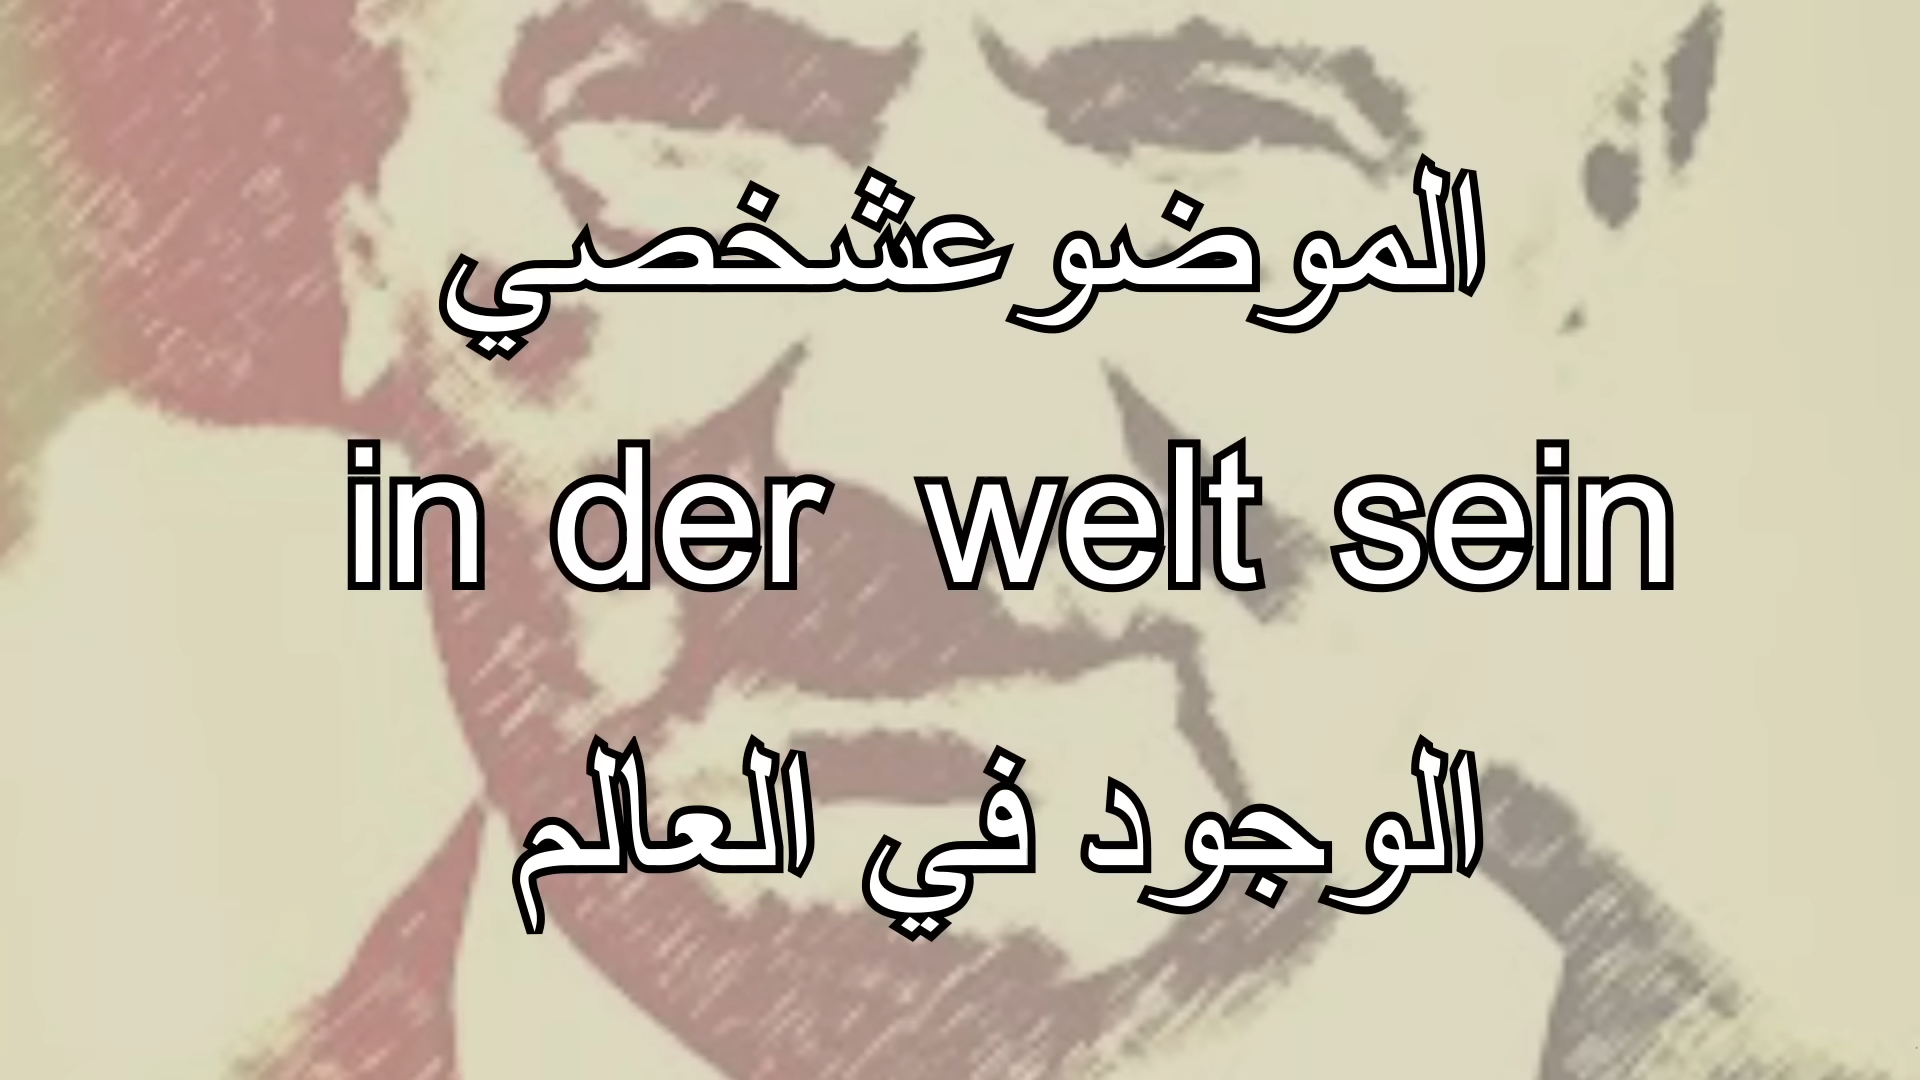 الموضوعشخصي
in der welt sein
الوجود في العالم